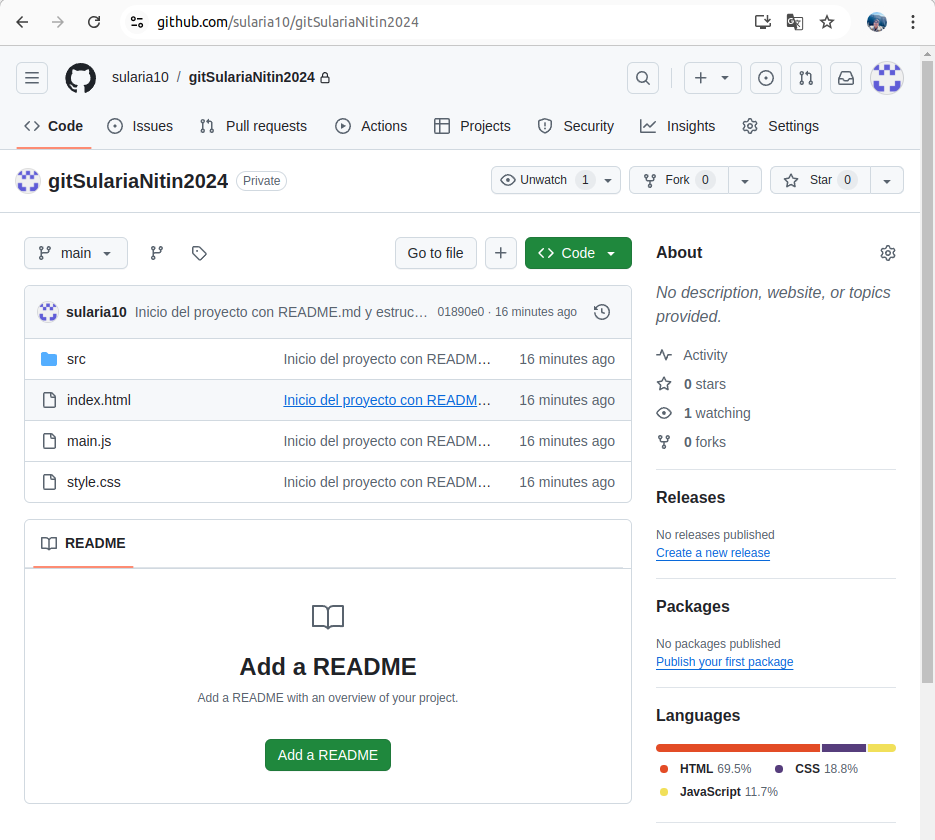 github.com/sularia10/gitSulariaNitin2024
sularia10 / gitSulariaNitin2024
Code Issues Pull requests Actions Projects Security Insights Settings
gitSulariaNitin2024 Private Unwatch 1 Fork 0 Star 0
main Go to file Code
sularia10 Inicio del proyecto con README.md y estruc... 01890e0 · 16 minutes ago
src Inicio del proyecto con READM... 16 minutes ago
index.html Inicio del proyecto con READM... 16 minutes ago
main.js Inicio del proyecto con READM... 16 minutes ago
style.css Inicio del proyecto con READM... 16 minutes ago
README
Add a README
Add a README with an overview of your project.
Add a README
About
No description, website, or topics
provided.
Activity
0 stars
1 watching
0 forks
Releases
No releases published
Create a new release
Packages
No packages published
Publish your first package
Languages
HTML 69.5% CSS 18.8%
JavaScript 11.7%